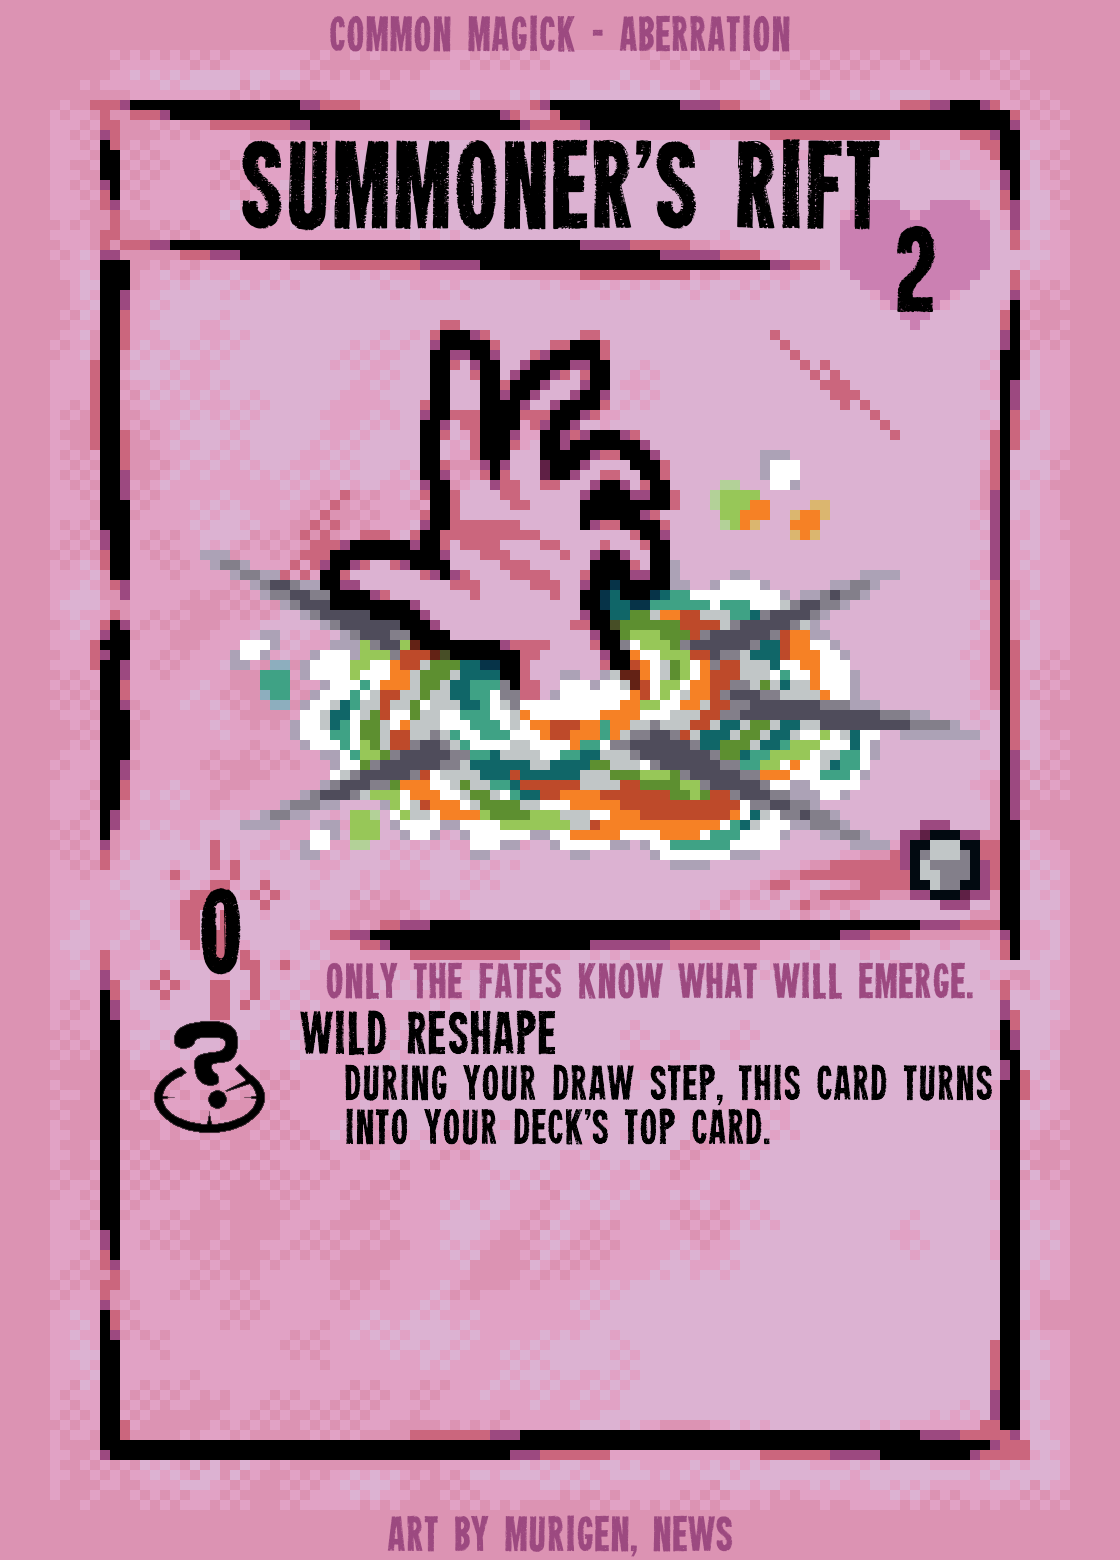 COMMON MAGICK - ABERRATION
SUMMONER'S RIFT
2
0
?
ONLY THE FATES KNOW WHAT WILL EMERGE.
WILD RESHAPE
DURING YOUR DRAW STEP, THIS CARD TURNS
INTO YOUR DECK'S TOP CARD.
ART BY MURIGEN, NEWS